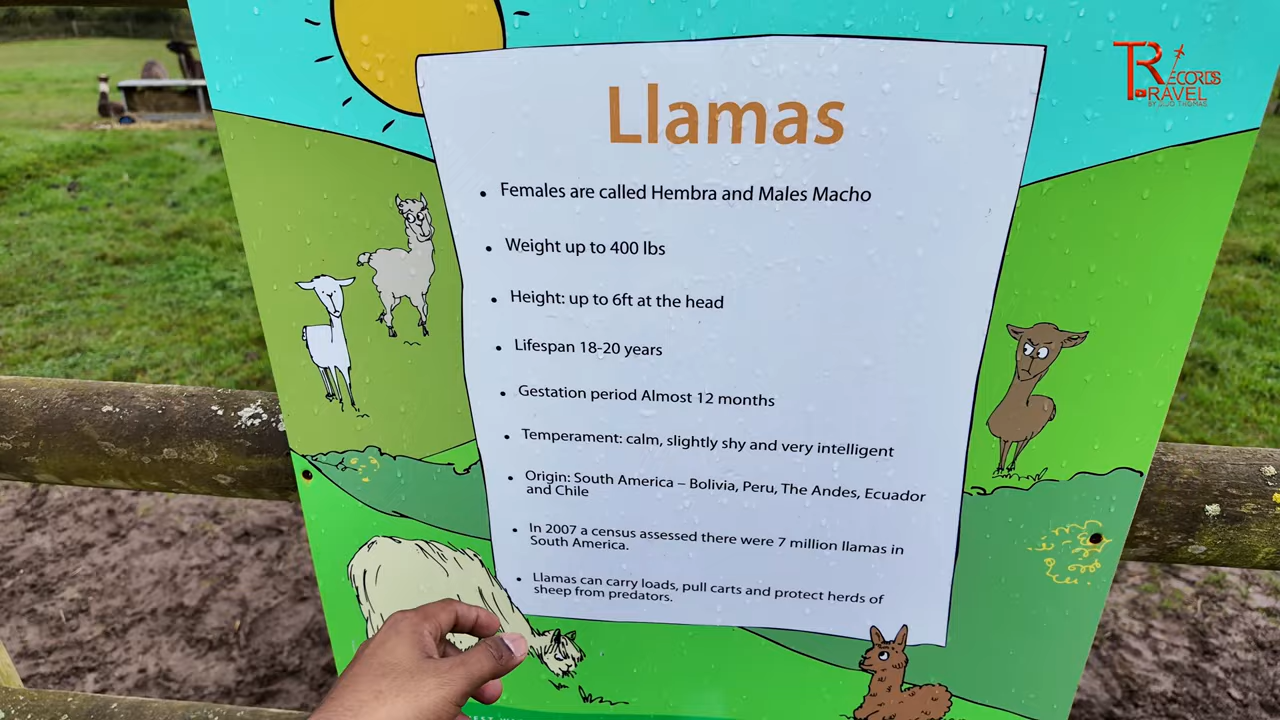 Llamas
• Females are called Hembra and Males Macho
• Weight up to 400 lbs
• Height: up to 6ft at the head
• Lifespan 18-20 years
• Gestation period Almost 12 months
• Temperament: calm, slightly shy and very intelligent
• Origin: South America – Bolivia, Peru, The Andes, Ecuador
and Chile
• In 2007 a census assessed there were 7 million llamas in
South America.
• Llamas can carry loads, pull carts and protect herds of
sheep from predators.
TRECORDS
TRAVEL